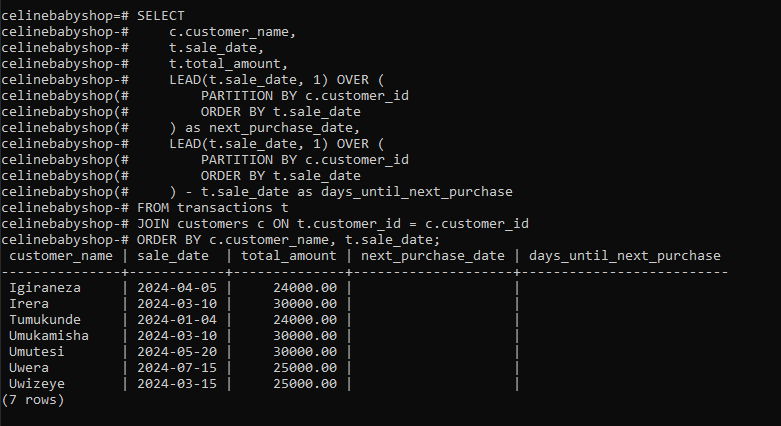 celinebabyshop=# SELECT
celinebabyshop-#     c.customer_name,
celinebabyshop-#     t.sale_date,
celinebabyshop-#     t.total_amount,
celinebabyshop-#     LEAD(t.sale_date, 1) OVER (
celinebabyshop(#         PARTITION BY c.customer_id
celinebabyshop(#         ORDER BY t.sale_date
celinebabyshop(#     ) as next_purchase_date,
celinebabyshop-#     LEAD(t.sale_date, 1) OVER (
celinebabyshop(#         PARTITION BY c.customer_id
celinebabyshop(#         ORDER BY t.sale_date
celinebabyshop(#     ) - t.sale_date as days_until_next_purchase
celinebabyshop-# FROM transactions t
celinebabyshop-# JOIN customers c ON t.customer_id = c.customer_id
celinebabyshop-# ORDER BY c.customer_name, t.sale_date;
 customer_name | sale_date  | total_amount | next_purchase_date | days_until_next_purchase
---------------+------------+--------------+--------------------+--------------------------
 Igiraneza     | 2024-04-05 |     24000.00 |                    |
 Irera         | 2024-03-10 |     30000.00 |                    |
 Tumukunde     | 2024-01-04 |     24000.00 |                    |
 Umukamisha    | 2024-03-10 |     30000.00 |                    |
 Umutesi       | 2024-05-20 |     30000.00 |                    |
 Uwera         | 2024-07-15 |     25000.00 |                    |
 Uwizeye       | 2024-03-15 |     25000.00 |                    |
(7 rows)